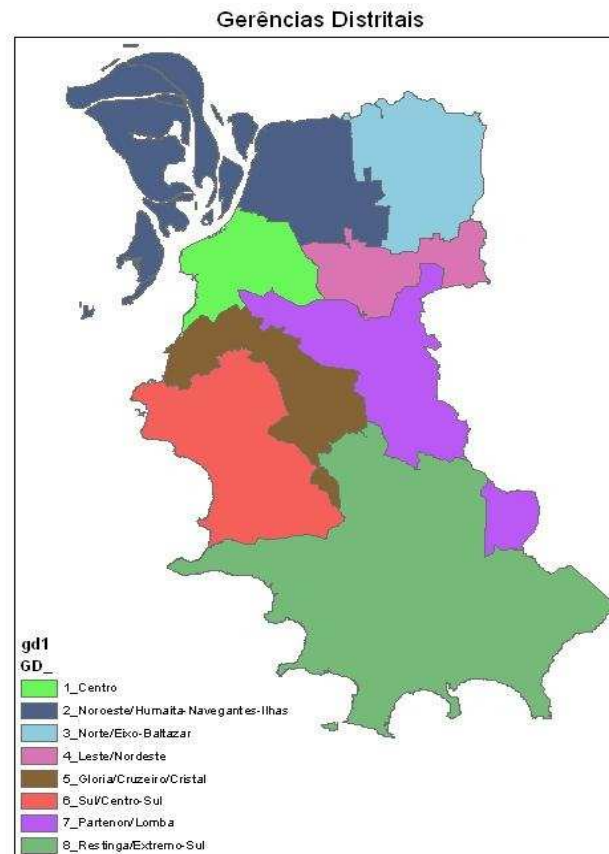 Gerências Distritais
gd1
GD_
1_Centro
2_Noroeste/Humaita-Navegantes-Ilhas
3_Norte/Eixo-Baltazar
4_Leste/Nordeste
5_Gloria/Cruzeiro/Cristal
6_Sul/Centro-Sul
7_Partenon/Lomba
8_Restinga/Extremo-Sul